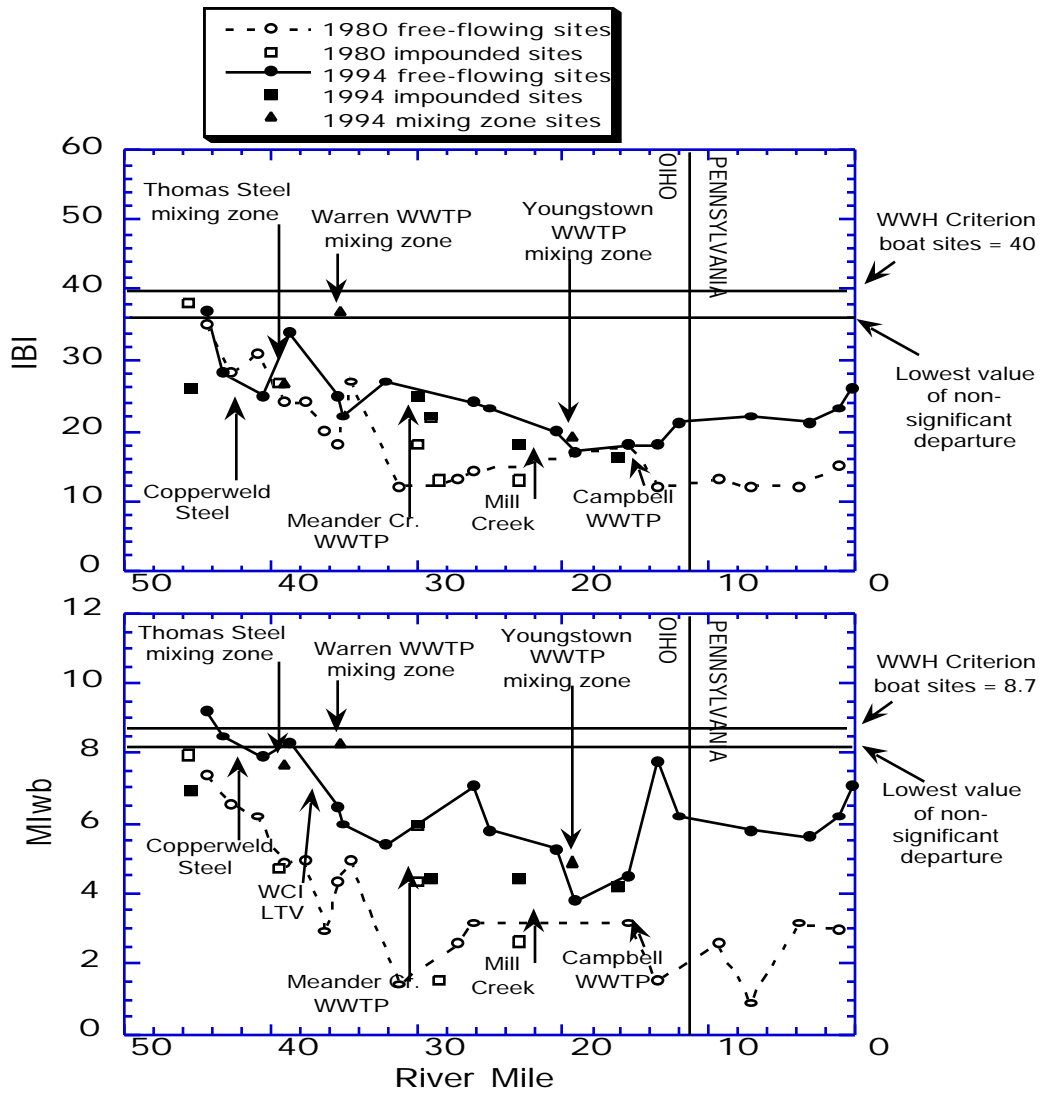 1980 free-flowing sites
1980 impounded sites
1994 free-flowing sites
1994 impounded sites
1994 mixing zone sites
60
50
40
30
20
10
0
IBI
Thomas Steel
mixing zone
Warren WWTP
mixing zone
Youngstown
WWTP
mixing zone
OIHO
PENNSYLVANIA
WWH Criterion
boat sites = 40
Lowest value
of non-
significant
departure
Copperweld
Steel
Meander Cr.
WWTP
Mill
Creek
Campbell
WWTP
50
40
30
20
10
0
12
10
8
6
4
2
0
MIwb
Thomas Steel
mixing zone
Warren WWTP
mixing zone
Youngstown
WWTP
mixing zone
OIHO
PENNSYLVANIA
WWH Criterion
boat sites = 8.7
Lowest value
of non-
significant
departure
Copperweld
Steel
WCI
LTV
Meander Cr.
WWTP
Mill
Creek
Campbell
WWTP
50
40
30
20
10
0
River Mile